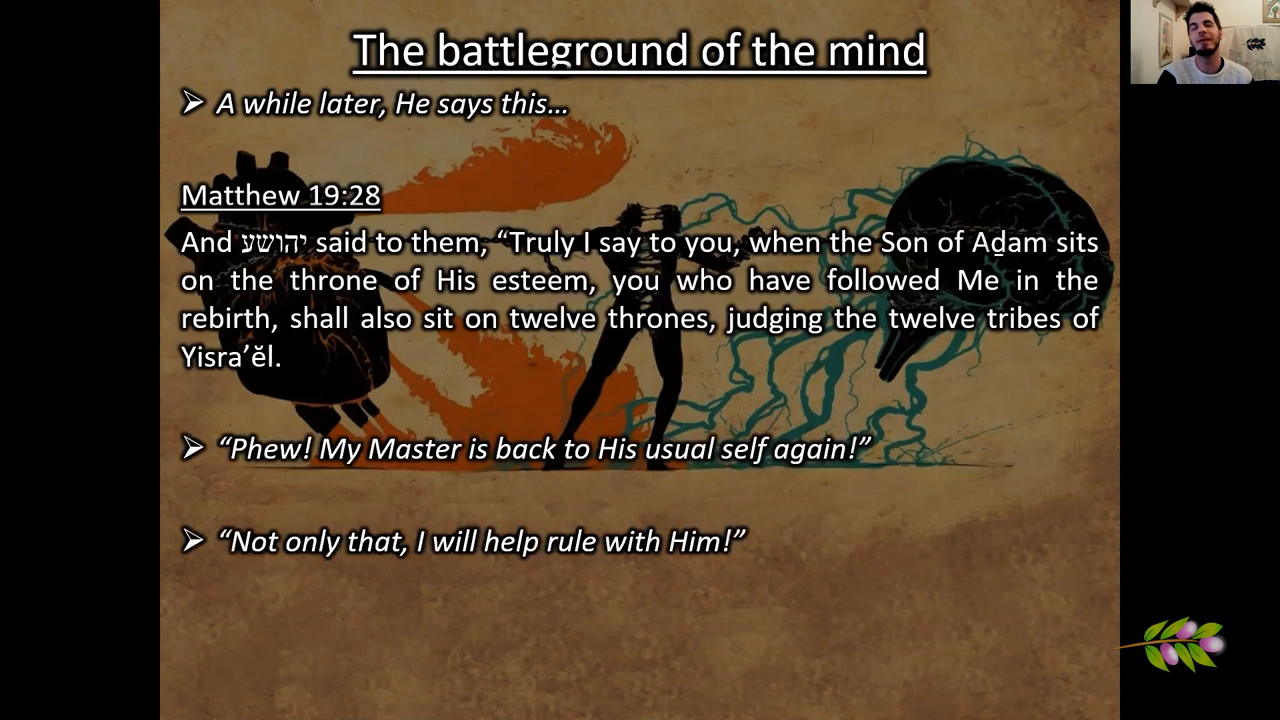 The battleground of the mind
➢ A while later, He says this…
Matthew 19:28
And יהושע said to them, “Truly I say to you, when the Son of Aḏam sits
on the throne of His esteem, you who have followed Me in the
rebirth, shall also sit on twelve thrones, judging the twelve tribes of
Yisra’ĕl.
➢ “Phew! My Master is back to His usual self again!”
➢ “Not only that, I will help rule with Him!”